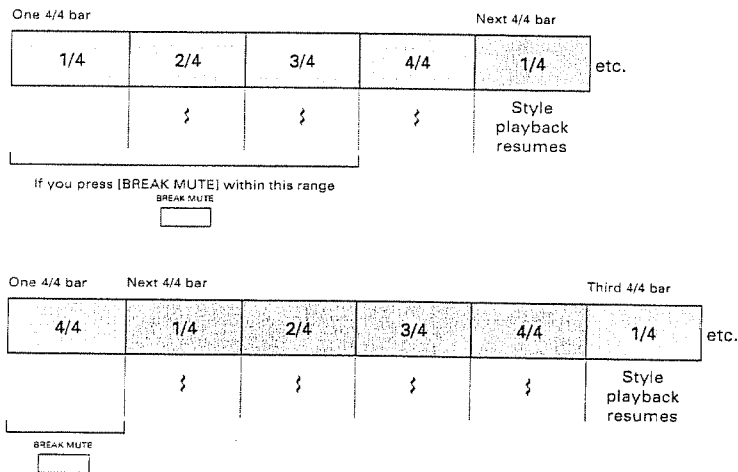 One 4/4 bar Next 4/4 bar
1/4 2/4 3/4 4/4 1/4 etc.
Style
playback
resumes
If you press [BREAK MUTE] within this range
BREAK MUTE
One 4/4 bar Next 4/4 bar Third 4/4 bar
4/4 1/4 2/4 3/4 4/4 1/4 etc.
Style
playback
resumes
BREAK MUTE